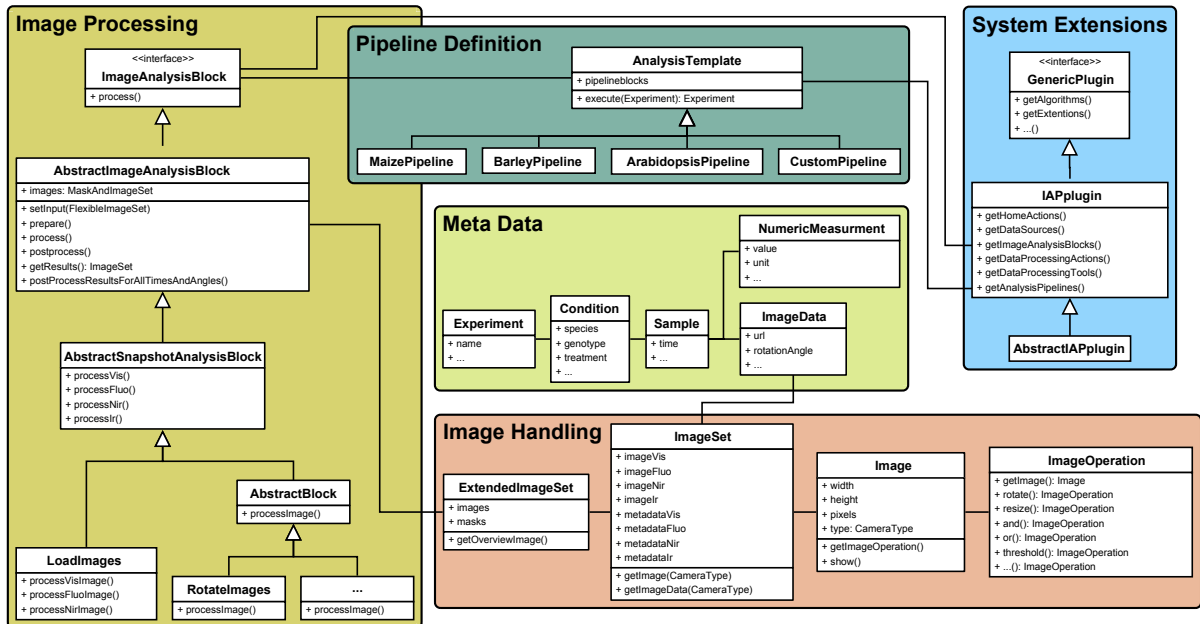 Image Processing
<<interface>>
ImageAnalysisBlock
+ process()
AbstractImageAnalysisBlock
+ images: MaskAndImageSet
+ setInput(FlexibleImageSet)
+ prepare()
+ process()
+ postprocess()
+ getResults(): ImageSet
+ postProcessResultsForAllTimesAndAngles()
AbstractSnapshotAnalysisBlock
+ processVis()
+ processFluo()
+ processNir()
+ processIr()
AbstractBlock
+ processImage()
LoadImages
+ processVisImage()
+ processFluoImage()
+ processNirImage()
RotateImages
+ processImage()
...
+ processImage()
Pipeline Definition
AnalysisTemplate
+ pipelineblocks
+ execute(Experiment): Experiment
MaizePipeline
BarleyPipeline
ArabidopsisPipeline
CustomPipeline
System Extensions
<<interface>>
GenericPlugin
+ getAlgorithms()
+ getExtentions()
+ ...()
IAPplugin
+ getHomeActions()
+ getDataSources()
+ getImageAnalysisBlocks()
+ getDataProcessingActions()
+ getDataProcessingTools()
+ getAnalysisPipelines()
AbstractIAPplugin
Meta Data
NumericMeasurment
+ value
+ unit
+ ...
Experiment
+ name
+ ...
Condition
+ species
+ genotype
+ treatment
+ ...
Sample
+ time
+ ...
ImageData
+ url
+ rotationAngle
+ ...
Image Handling
ExtendedImageSet
+ images
+ masks
+ getOverviewImage()
ImageSet
+ imageVis
+ imageFluo
+ imageNir
+ imageIr
+ metadataVis
+ metadataFluo
+ metadataNir
+ metadataIr
+ getImage(CameraType)
+ getImageData(CameraType)
Image
+ width
+ height
+ pixels
+ type: CameraType
+ getImageOperation()
+ show()
ImageOperation
+ getImage(): Image
+ rotate(): ImageOperation
+ resize(): ImageOperation
+ and(): ImageOperation
+ or(): ImageOperation
+ threshold(): ImageOperation
+ ...(): ImageOperation